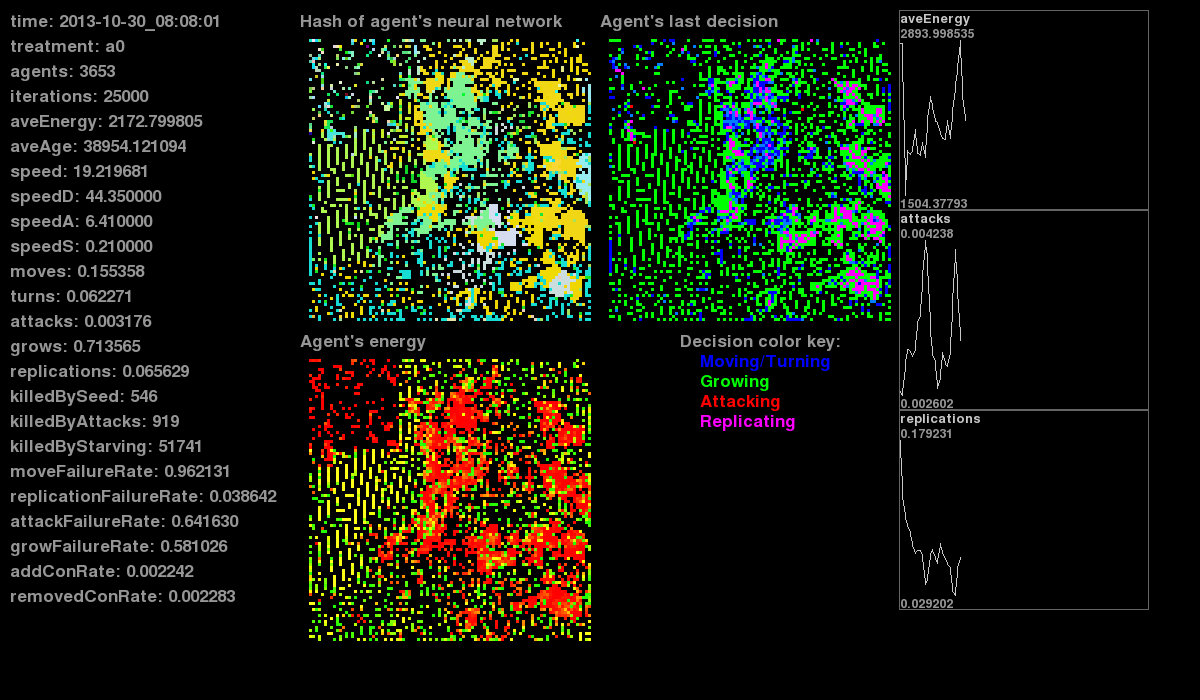 time: 2013-10-30_08:08:01
treatment: a0
agents: 3653
iterations: 25000
aveEnergy: 2172.799805
aveAge: 38954.121094
speed: 19.219681
speedD: 44.350000
speedA: 6.410000
speedS: 0.210000
moves: 0.155358
turns: 0.062271
attacks: 0.003176
grows: 0.713565
replications: 0.065629
killedBySeed: 546
killedByAttacks: 919
killedByStarving: 51741
moveFailureRate: 0.962131
replicationFailureRate: 0.038642
attackFailureRate: 0.641630
growFailureRate: 0.581026
addConRate: 0.002242
removedConRate: 0.002283
Hash of agent's neural network
Agent's last decision
Agent's energy
Decision color key:
Moving/Turning
Growing
Attacking
Replicating
aveEnergy
2893.998535
1504.37793
attacks
0.004238
0.002602
replications
0.179231
0.029202